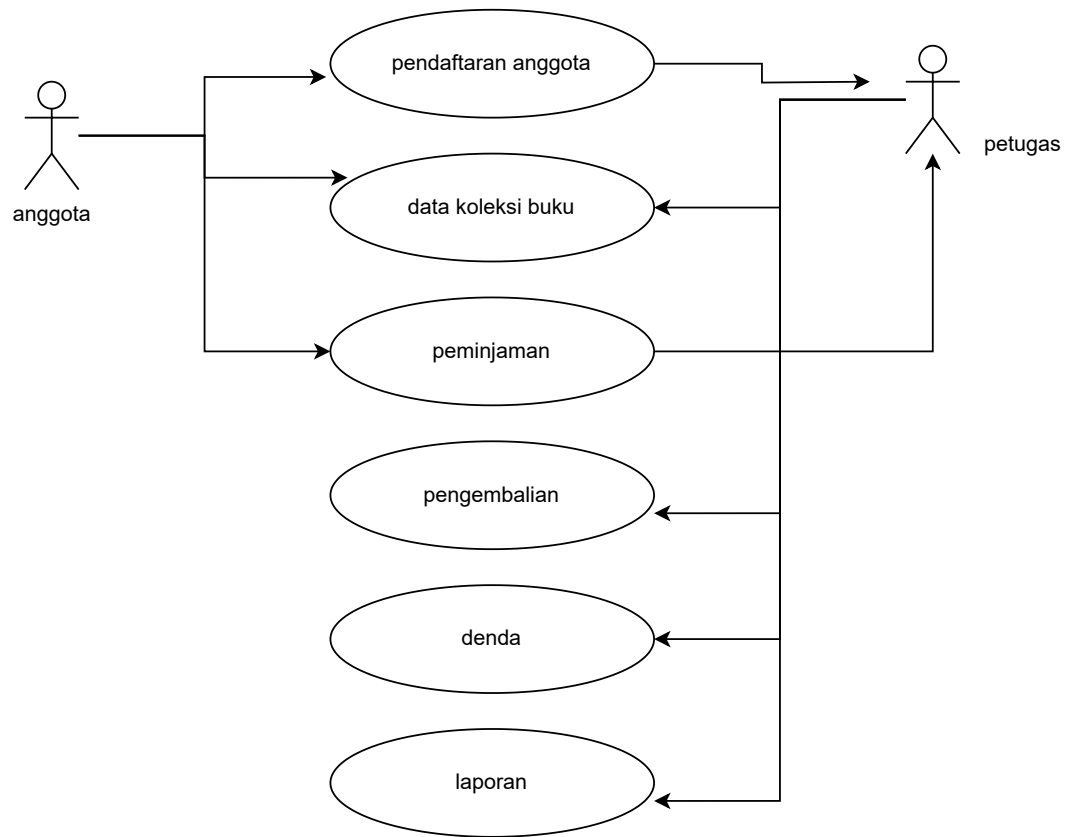 pendaftaran anggota
petugas
anggota
data koleksi buku
peminjaman
pengembalian
denda
laporan